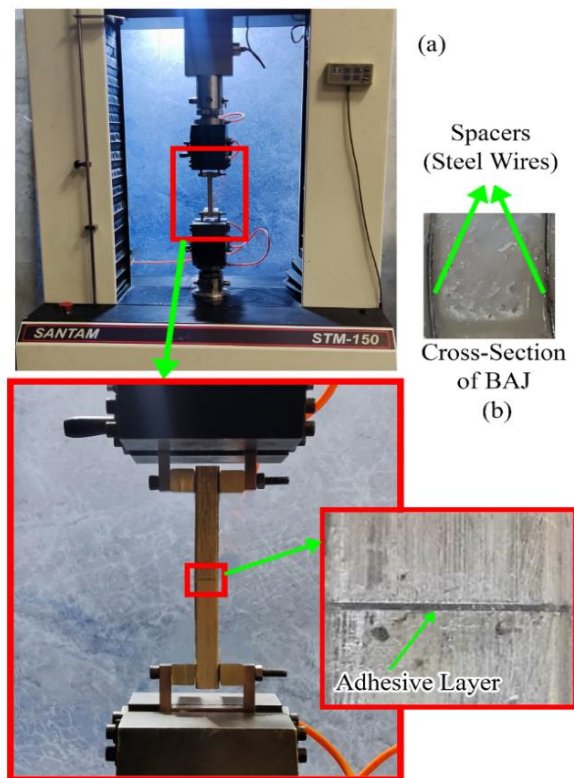 (a)
Spacers
(Steel Wires)
SANTAM
STM-150
Cross-Section
of BAJ
(b)
Adhesive Layer